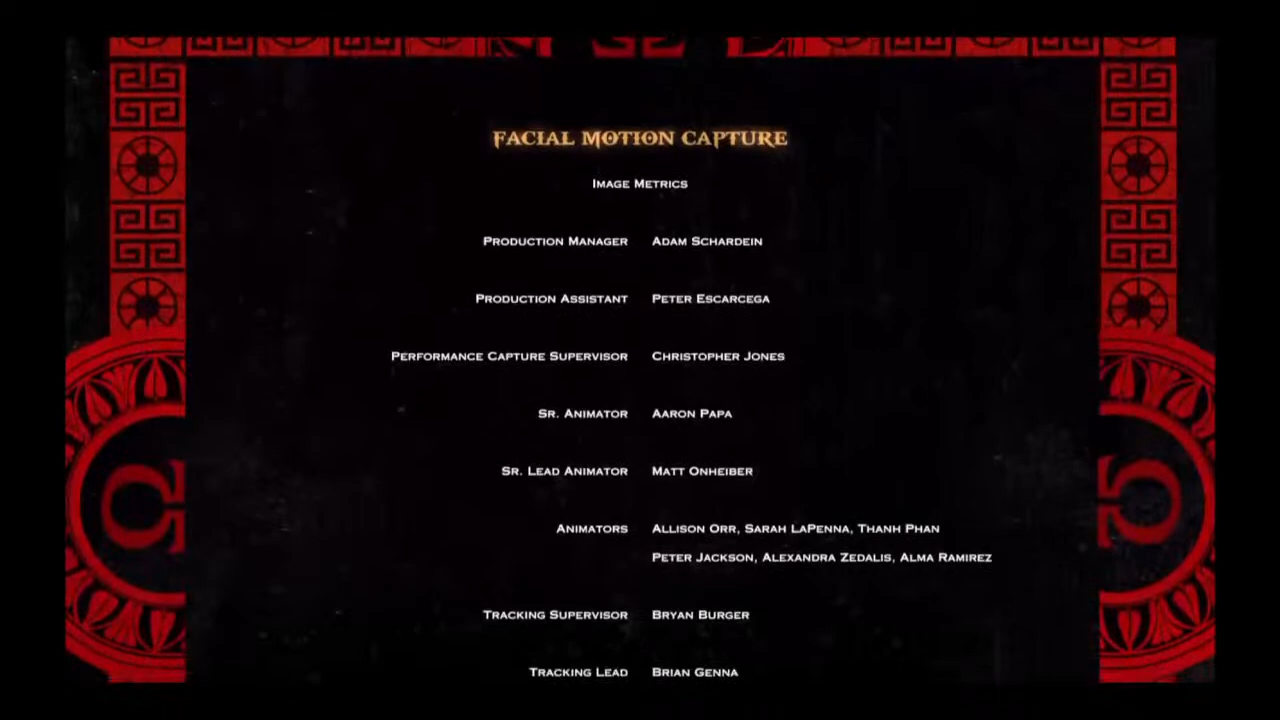 FACIAL MOTION CAPTURE
IMAGE METRICS
PRODUCTION MANAGER ADAM SCHARDEIN
PRODUCTION ASSISTANT PETER ESCARCEGA
PERFORMANCE CAPTURE SUPERVISOR CHRISTOPHER JONES
SR. ANIMATOR AARON PAPA
SR. LEAD ANIMATOR MATT ONHEIBER
ANIMATORS ALLISON ORR, SARAH LAPENNA, THANH PHAN
PETER JACKSON, ALEXANDRA ZEDALIS, ALMA RAMIREZ
TRACKING SUPERVISOR BRYAN BURGER
TRACKING LEAD BRIAN GENNA